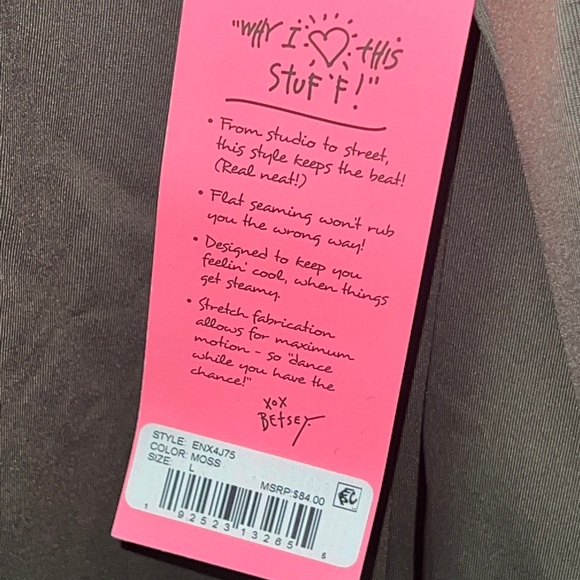 "WHY I ♡ tHIS
StUFF!"
• From studio to street,
this style keeps the beat!
(Real neat!)
• Flat seaming won't rub
you the wrong way!
• Designed to keep you
feelin' cool, when things
get steamy.
• Stretch fabrication
allows for maximum
motion - so "dance
while you have the
chance!"
XOX
BEtSEY
STYLE: ENX4J75
COLOR: MOSS
SIZE: L
MSRP:$84.00
1 92523 13265 5